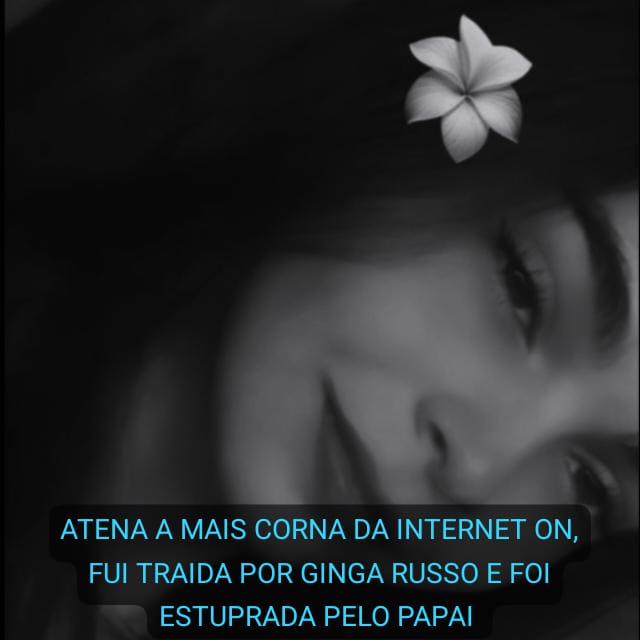 ATENA A MAIS CORNA DA INTERNET ON,
FUI TRAIDA POR GINGA RUSSO E FOI
ESTUPRADA PELO PAPAI